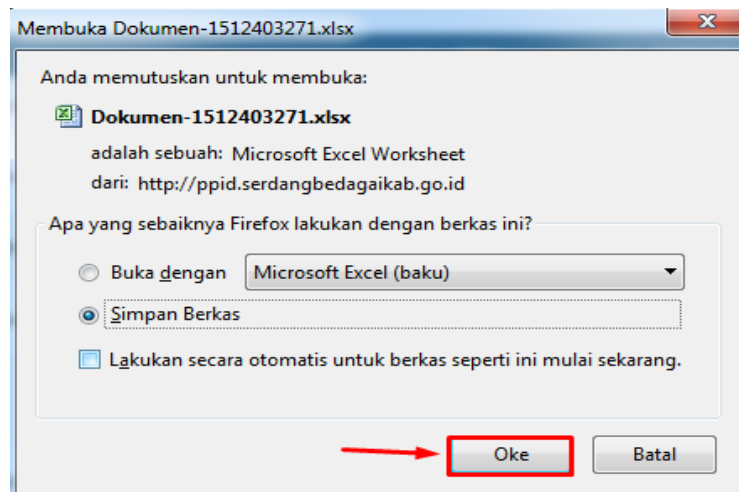 Membuka Dokumen-1512403271.xlsx
Anda memutuskan untuk membuka:
Dokumen-1512403271.xlsx
adalah sebuah: Microsoft Excel Worksheet
dari: http://ppid.serdangbedagaikab.go.id
Apa yang sebaiknya Firefox lakukan dengan berkas ini?
Buka dengan Microsoft Excel (baku)
Simpan Berkas
Lakukan secara otomatis untuk berkas seperti ini mulai sekarang.
Oke Batal